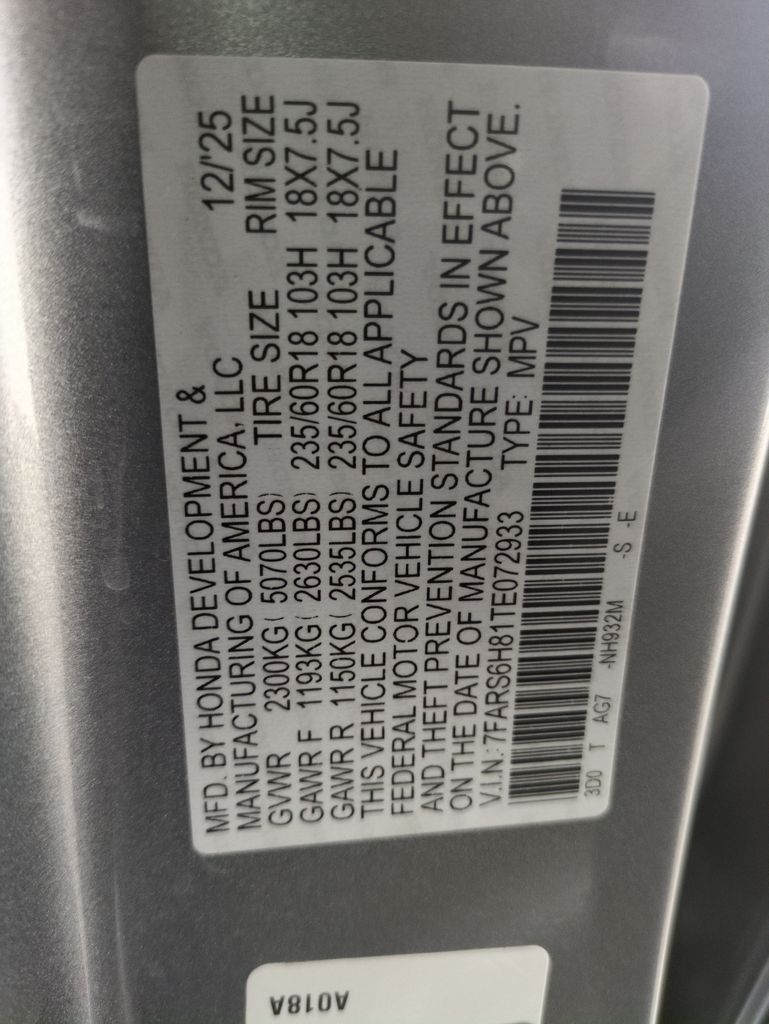 MFD. BY HONDA DEVELOPMENT & 12/'25
MANUFACTURING OF AMERICA, LLC
GVWR 2300KG( 5070LBS) TIRE SIZE RIM SIZE
GAWR F 1193KG( 2630LBS) 235/60R18 103H 18X7.5J
GAWR R 1150KG( 2535LBS) 235/60R18 103H 18X7.5J
THIS VEHICLE CONFORMS TO ALL APPLICABLE
FEDERAL MOTOR VEHICLE SAFETY
AND THEFT PREVENTION STANDARDS IN EFFECT
ON THE DATE OF MANUFACTURE SHOWN ABOVE.
V.I.N.: 7FARS6H81TE072933 TYPE: MPV
3D0 T AG7 -NH932M -S -E
A018A